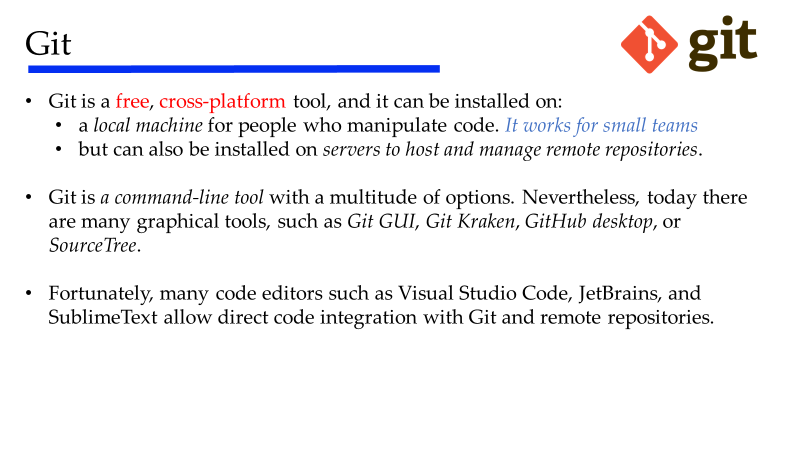 Git
git
• Git is a free, cross-platform tool, and it can be installed on:
• a local machine for people who manipulate code. It works for small teams
• but can also be installed on servers to host and manage remote repositories.
• Git is a command-line tool with a multitude of options. Nevertheless, today there
are many graphical tools, such as Git GUI, Git Kraken, GitHub desktop, or
SourceTree.
• Fortunately, many code editors such as Visual Studio Code, JetBrains, and
SublimeText allow direct code integration with Git and remote repositories.